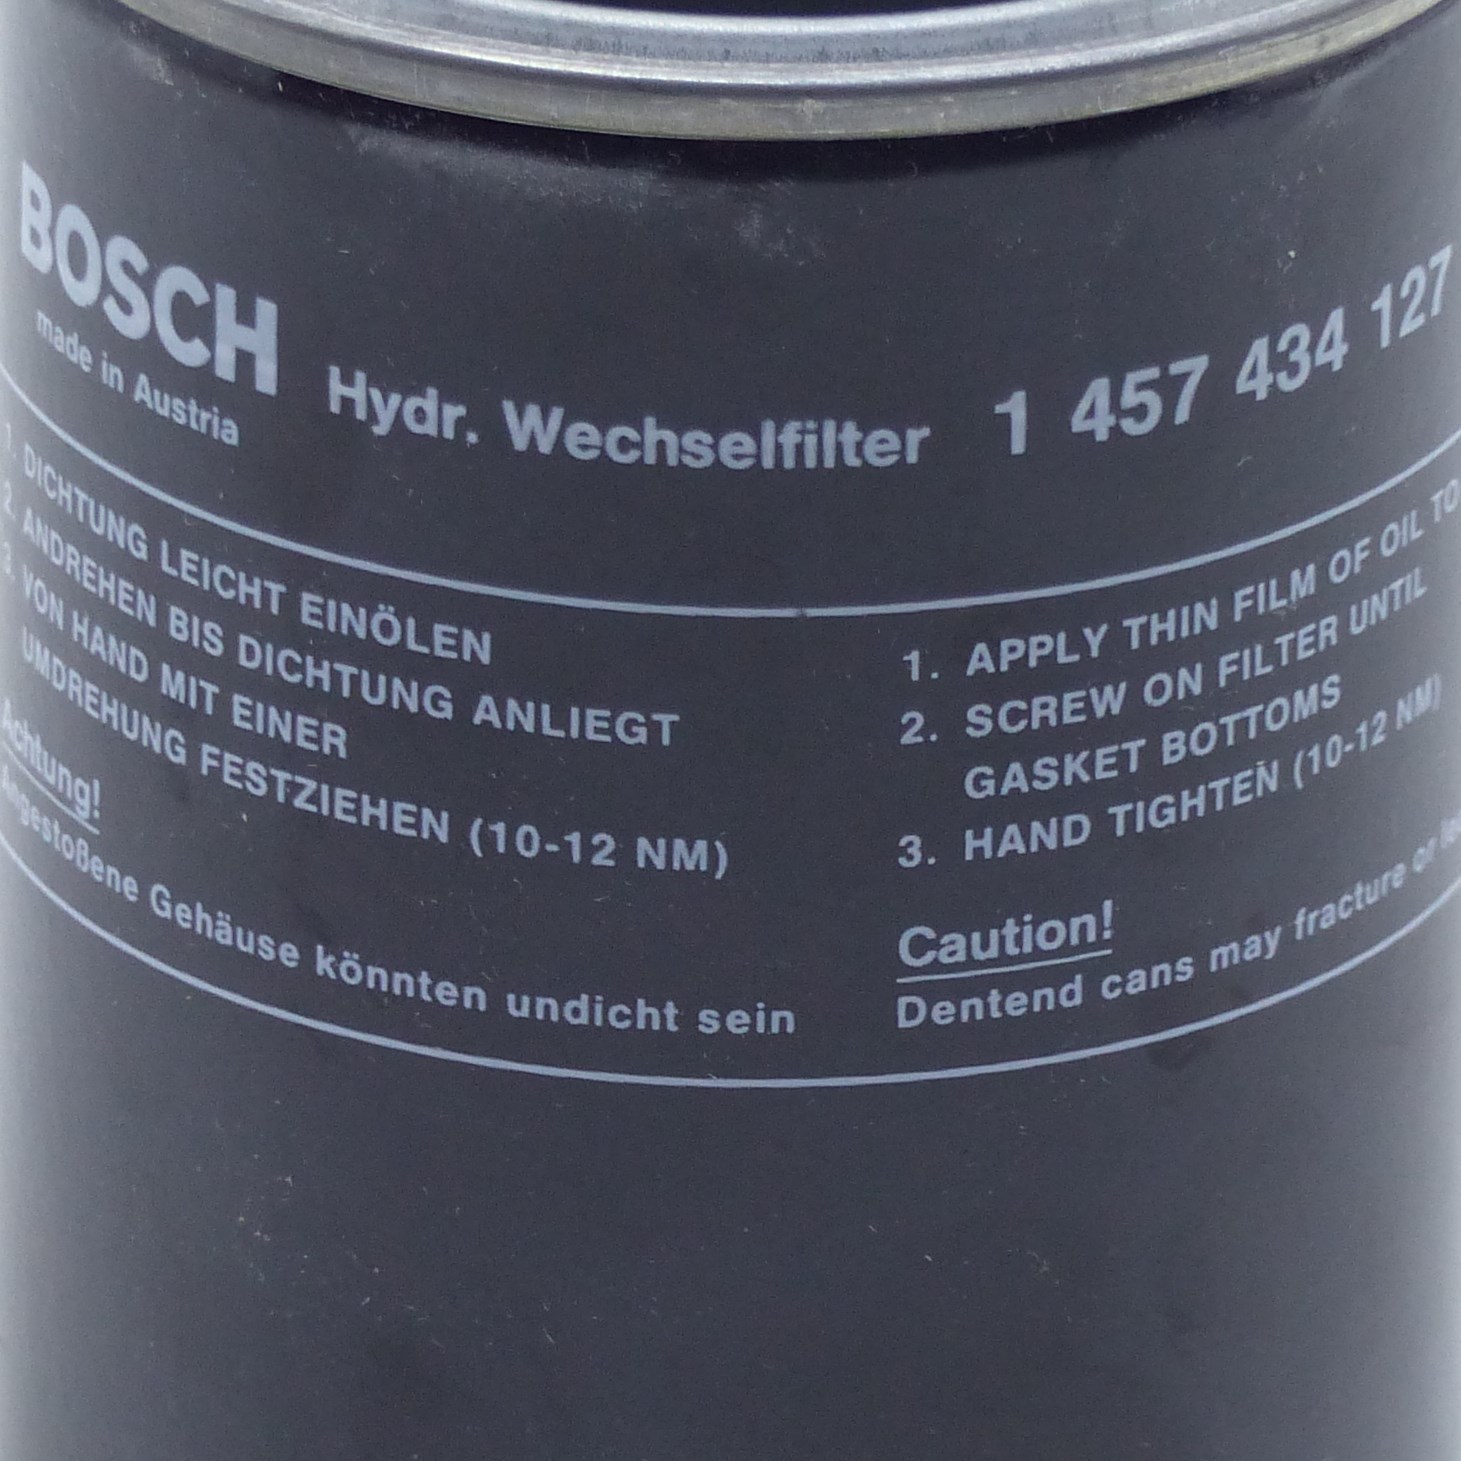 BOSCH
made in Austria
Hydr. Wechselfilter 1 457 434 127
1. DICHTUNG LEICHT EINÖLEN
2. ANDREHEN BIS DICHTUNG ANLIEGT
3. VON HAND MIT EINER
UMDREHUNG FESTZIEHEN (10-12 NM)
Achtung!
Angestoßene Gehäuse könnten undicht sein
1. APPLY THIN FILM OF OIL TO
2. SCREW ON FILTER UNTIL
GASKET BOTTOMS
3. HAND TIGHTEN (10-12 NM)
Caution!
Dentend cans may fracture or